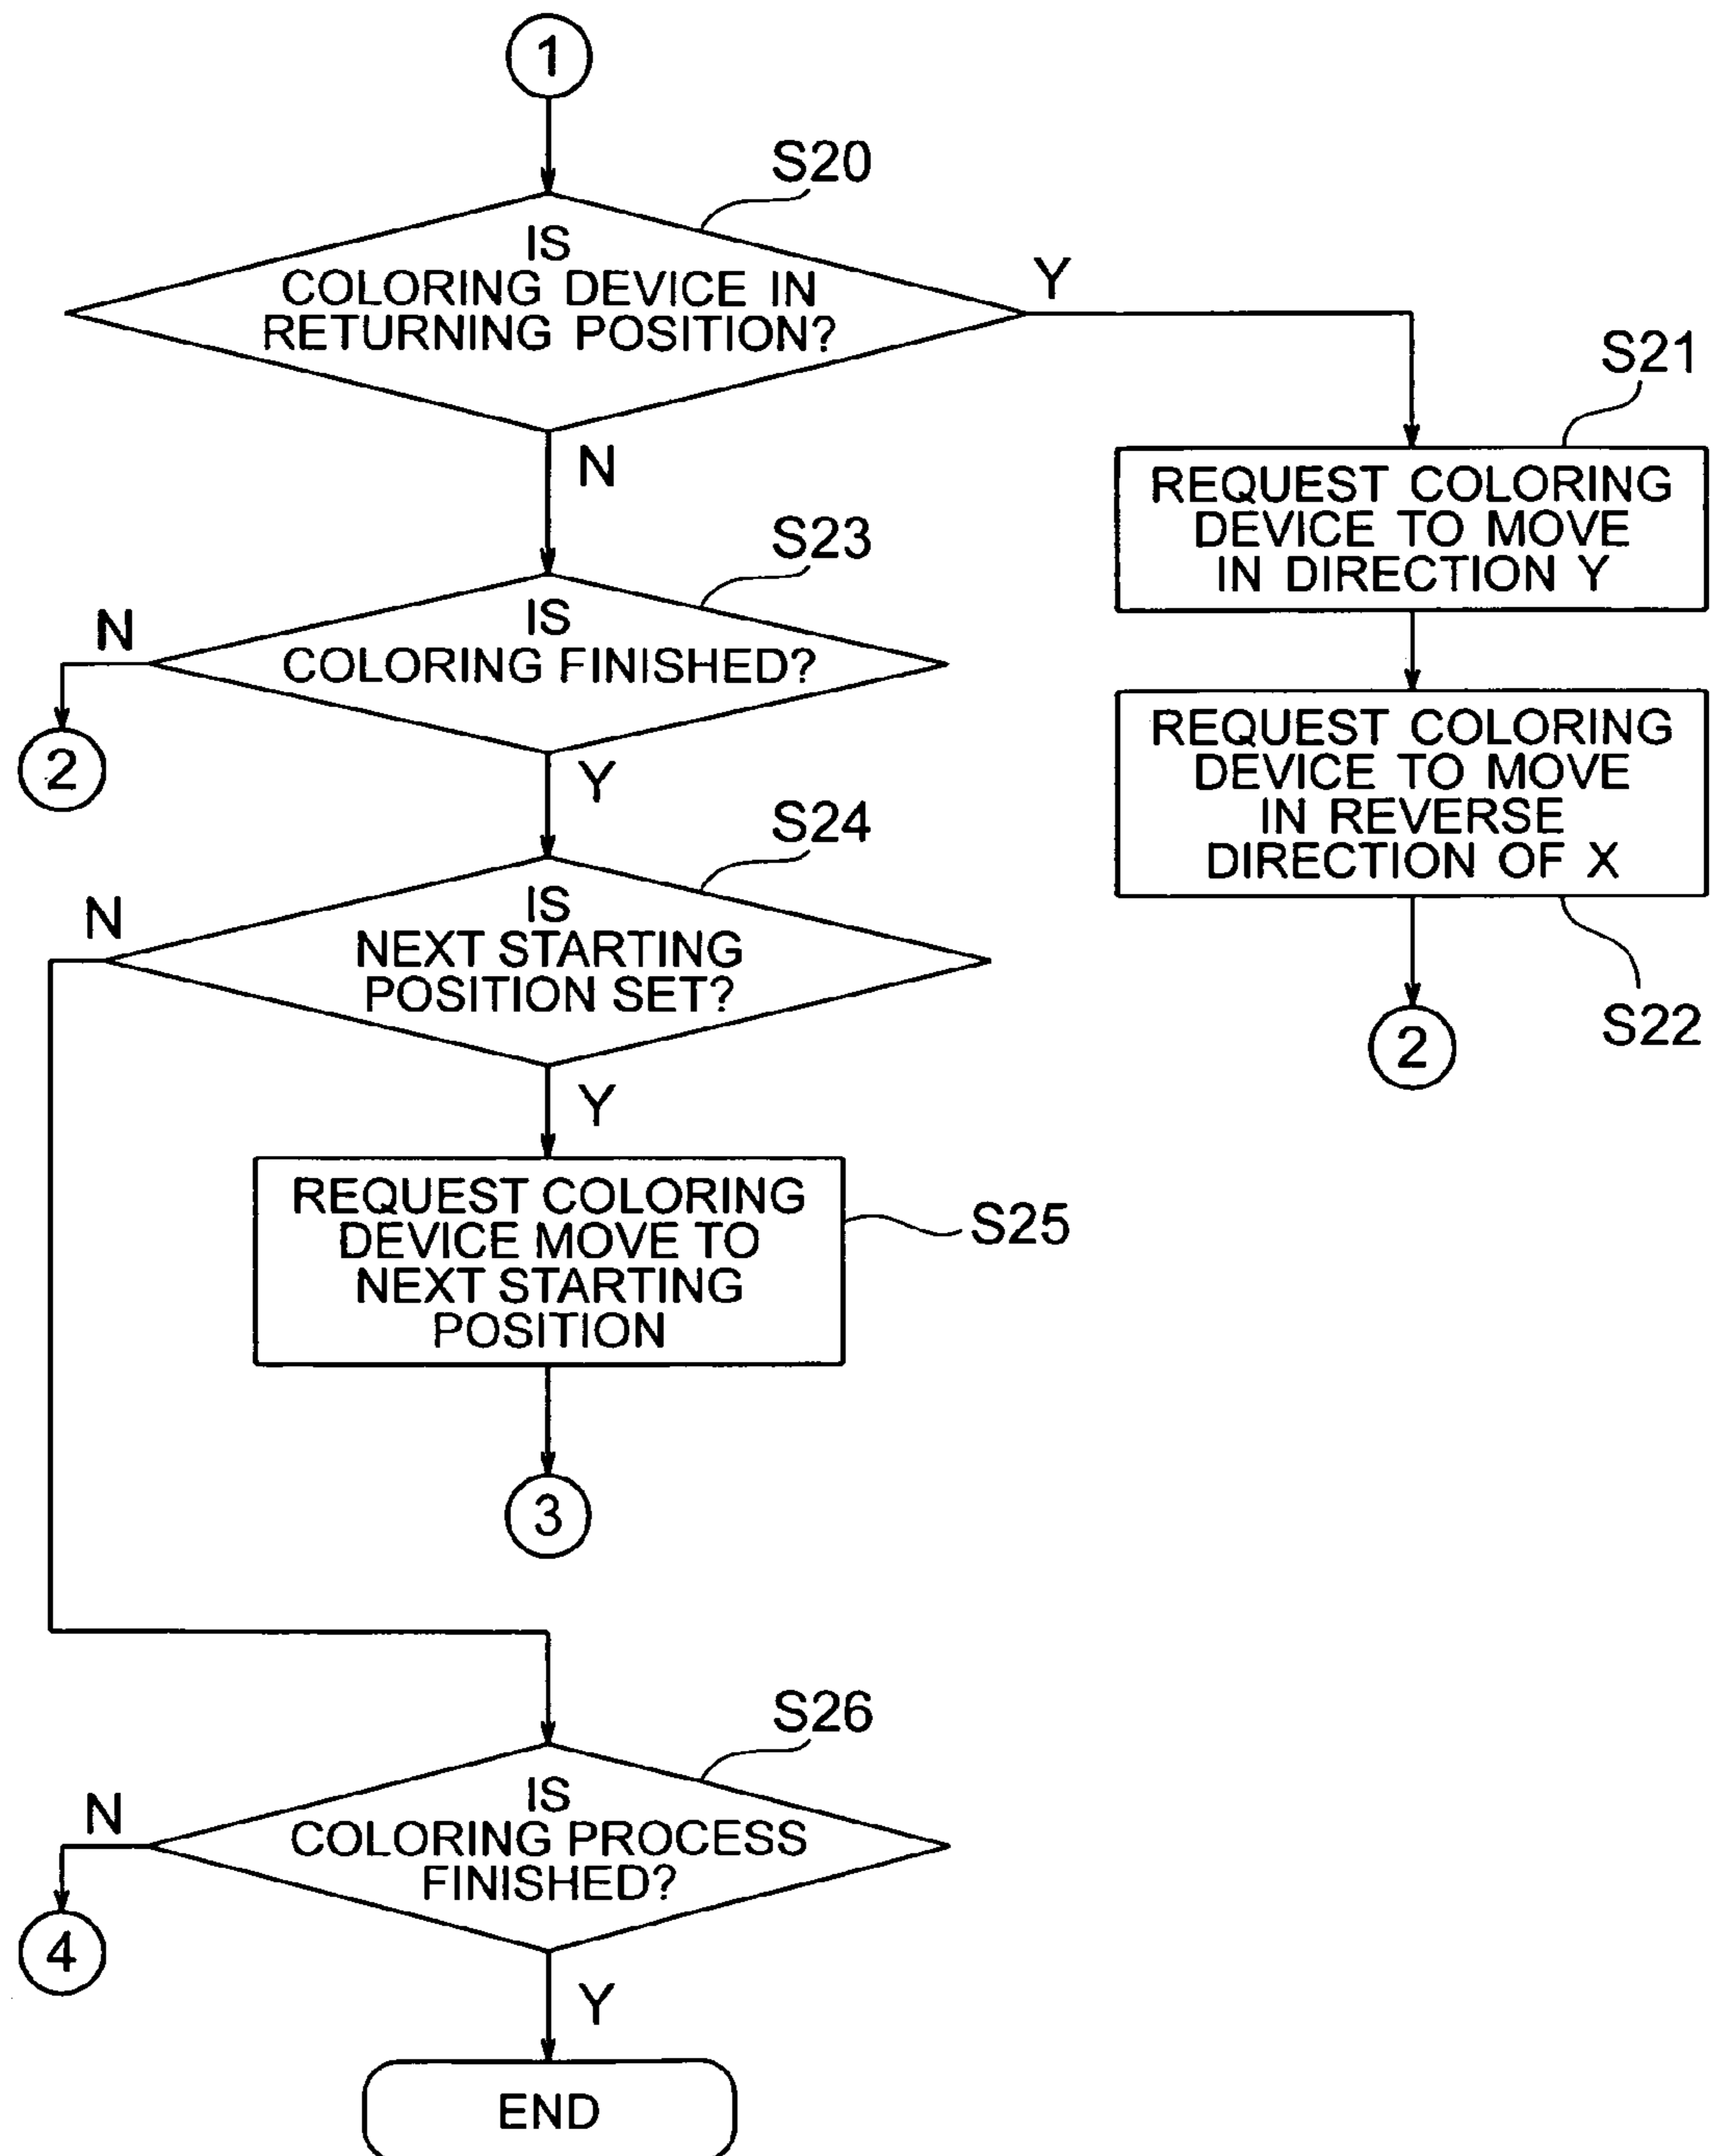 1
S20
IS
COLORING DEVICE IN
RETURNING POSITION?
Y
N
S21
REQUEST COLORING
DEVICE TO MOVE
IN DIRECTION Y
S23
IS
COLORING FINISHED?
N
2
Y
REQUEST COLORING
DEVICE TO MOVE
IN REVERSE
DIRECTION OF X
S22
2
S24
IS
NEXT STARTING
POSITION SET?
N
Y
REQUEST COLORING
DEVICE MOVE TO
NEXT STARTING
POSITION
S25
3
S26
IS
COLORING PROCESS
FINISHED?
N
4
Y
END